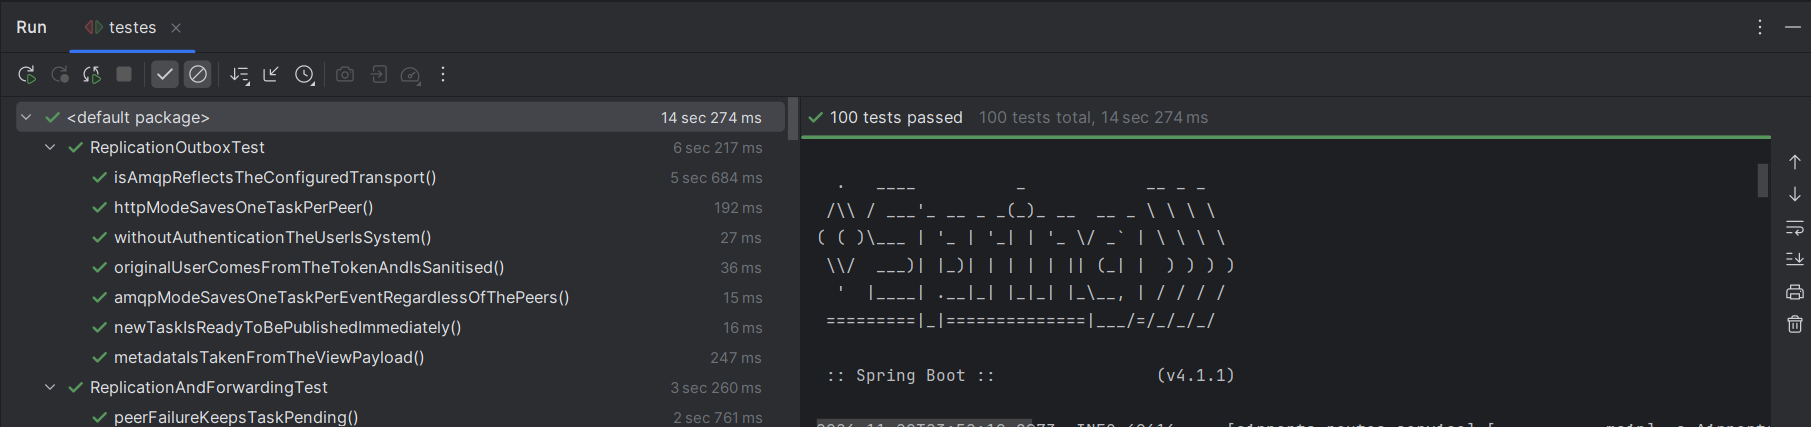 Run testes
<default package> 14 sec 274 ms
ReplicationOutboxTest 6 sec 217 ms
isAmqpReflectsTheConfiguredTransport() 5 sec 684 ms
httpModeSavesOneTaskPerPeer() 192 ms
withoutAuthenticationTheUserIsSystem() 27 ms
originalUserComesFromTheTokenAndIsSanitised() 36 ms
amqpModeSavesOneTaskPerEventRegardlessOfThePeers() 15 ms
newTaskIsReadyToBePublishedImmediately() 16 ms
metadataIsTakenFromTheViewPayload() 247 ms
ReplicationAndForwardingTest 3 sec 260 ms
peerFailureKeepsTaskPending() 2 sec 761 ms
100 tests passed 100 tests total, 14 sec 274 ms
  .   ____          _            __ _ _
 /\\ / ___'_ __ _ _(_)_ __  __ _ \ \ \ \
( ( )\___ | '_ | '_| | '_ \/ _` | \ \ \ \
 \\/  ___)| |_)| | | | | || (_| |  ) ) ) )
  '  |____| .__|_| |_|_| |_\__, | / / / /
 =========|_|==============|___/=/_/_/_/
:: Spring Boot :: (v4.1.1)